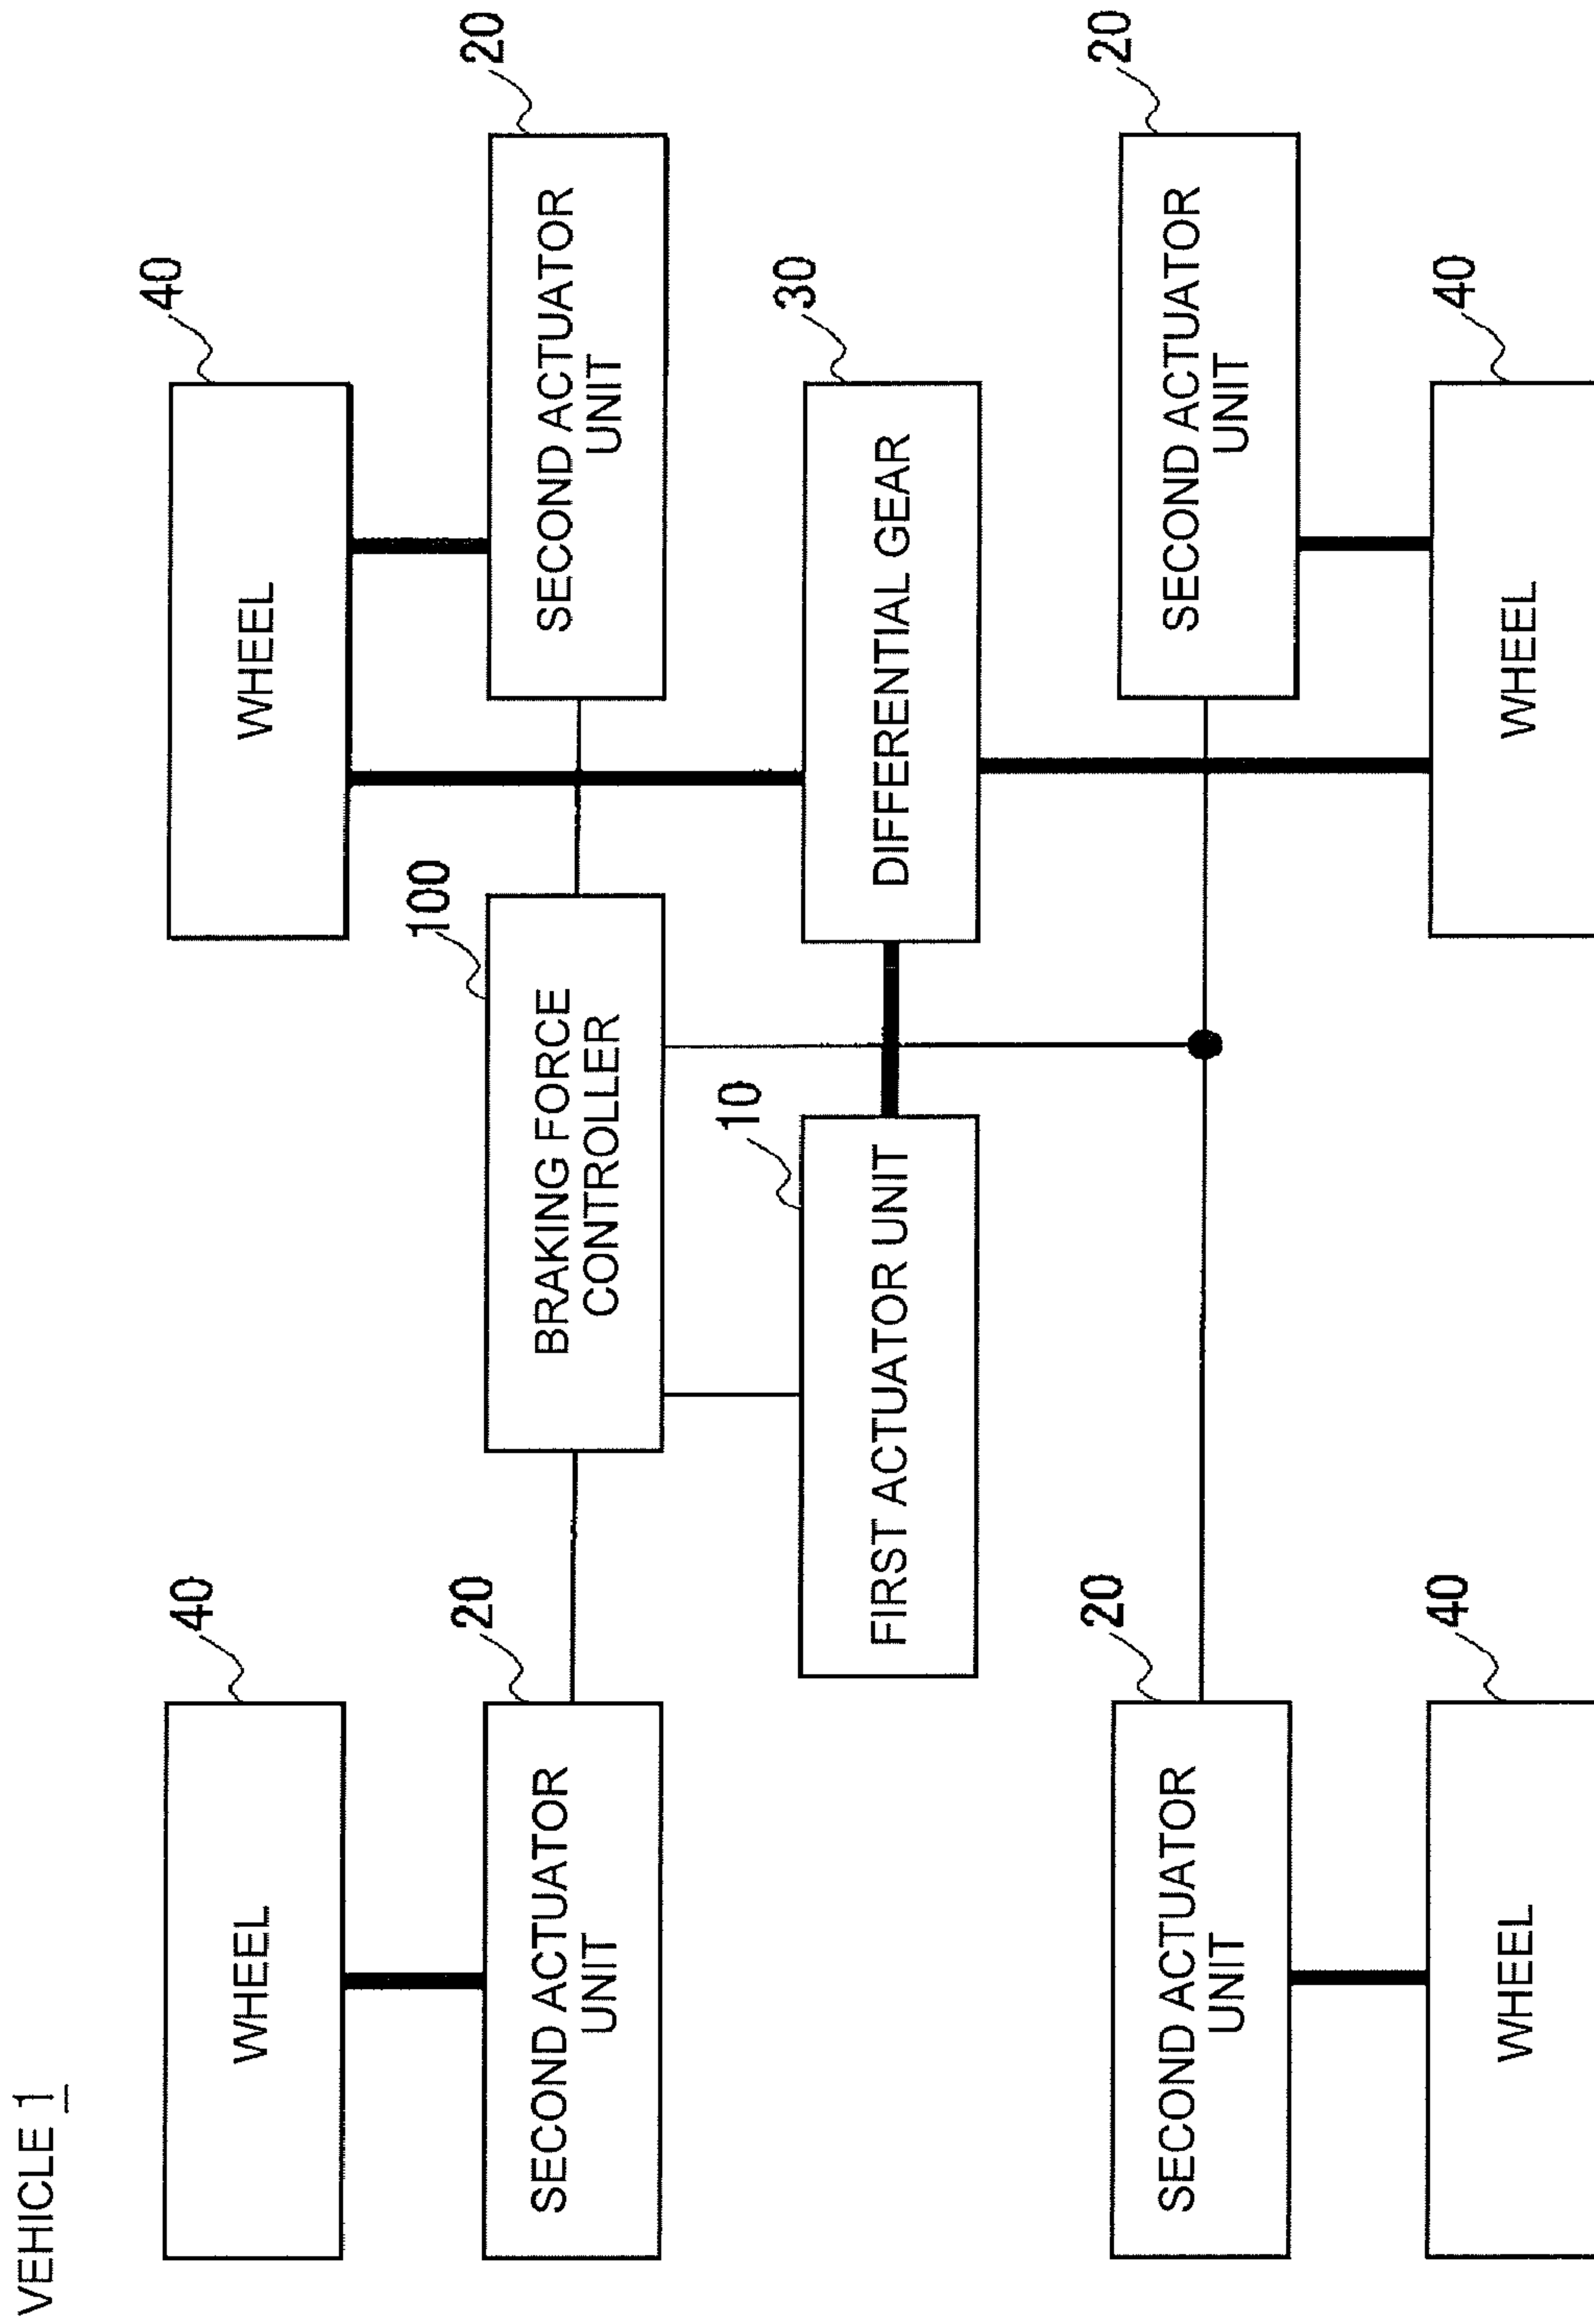 VEHICLE 1
40
WHEEL
40
WHEEL
20
SECOND ACTUATOR
UNIT
100
BRAKING FORCE
CONTROLLER
20
SECOND ACTUATOR
UNIT
10
FIRST ACTUATOR UNIT
30
DIFFERENTIAL GEAR
20
SECOND ACTUATOR
UNIT
20
SECOND ACTUATOR
UNIT
40
WHEEL
40
WHEEL